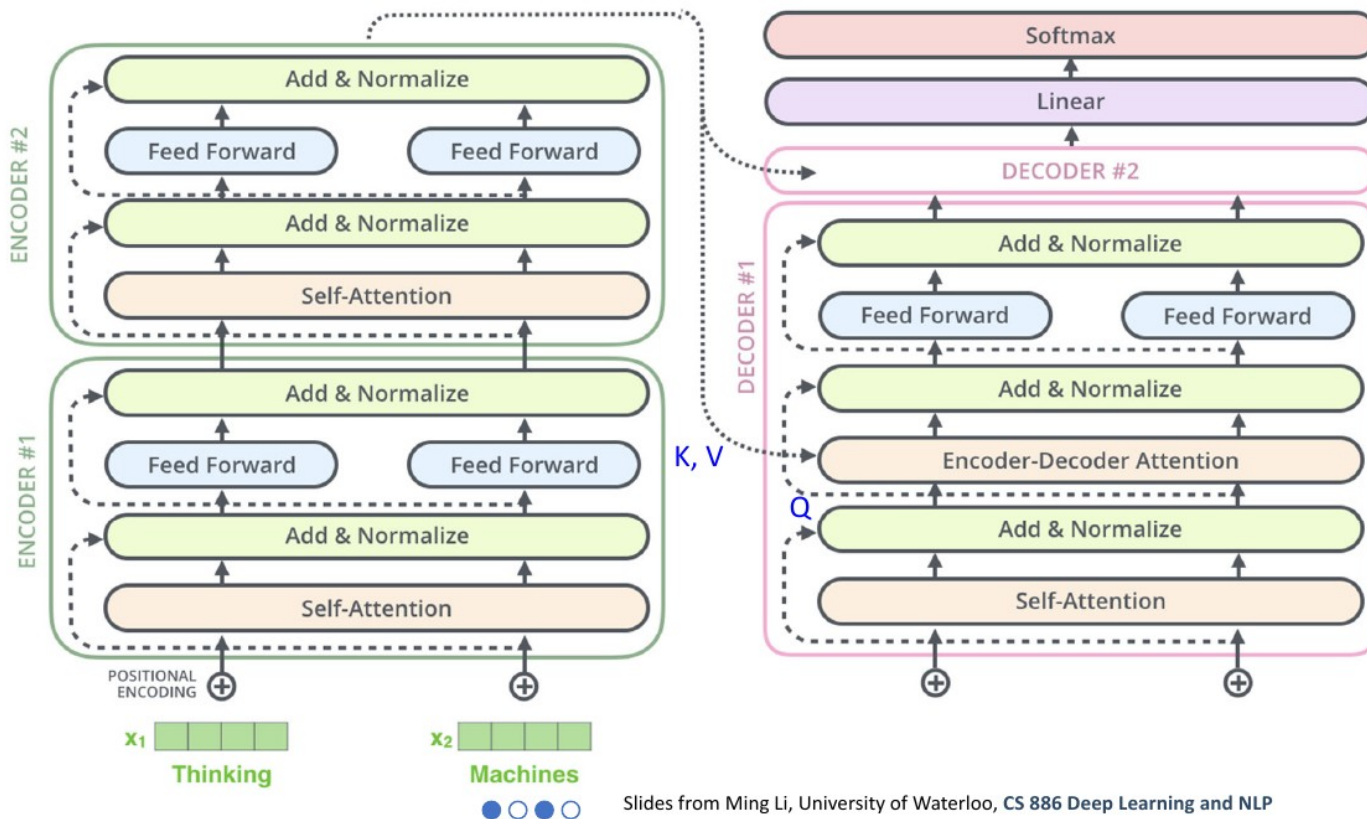 ENCODER #2
Add & Normalize
Feed Forward Feed Forward
Add & Normalize
Self-Attention
ENCODER #1
Add & Normalize
Feed Forward Feed Forward
Add & Normalize
Self-Attention
POSITIONAL
ENCODING
x1 x2
Thinking Machines
K, V
Softmax
Linear
DECODER #2
DECODER #1
Add & Normalize
Feed Forward Feed Forward
Add & Normalize
Encoder-Decoder Attention
Q
Add & Normalize
Self-Attention
Slides from Ming Li, University of Waterloo, CS 886 Deep Learning and NLP